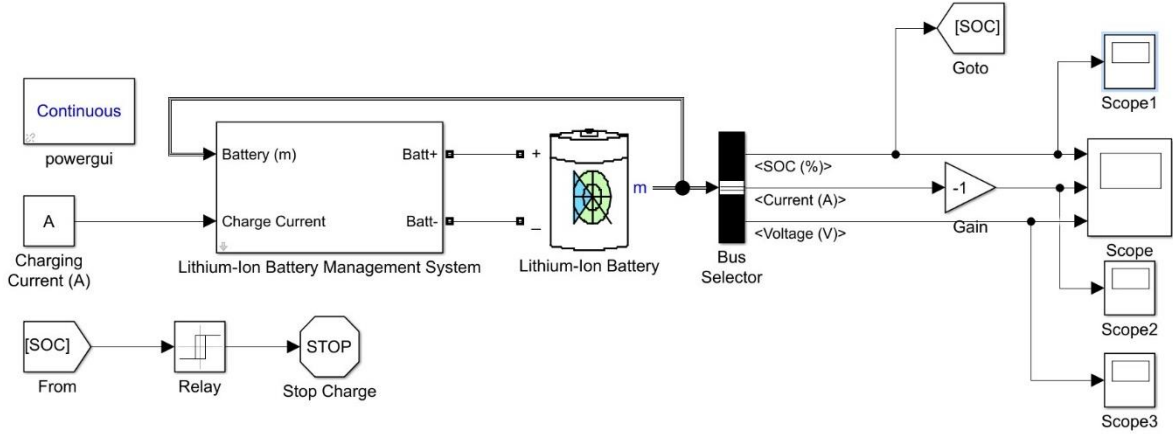 [SOC]
Goto
Scope1
Continuous
powergui
Battery (m)
Batt+
+
m
<SOC (%)>
-1
<Current (A)>
Gain
A
Charge Current
Batt-
_
<Voltage (V)>
Scope
Charging
Current (A)
Lithium-Ion Battery Management System
Lithium-Ion Battery
Bus
Selector
Scope2
[SOC]
STOP
From
Relay
Stop Charge
Scope3